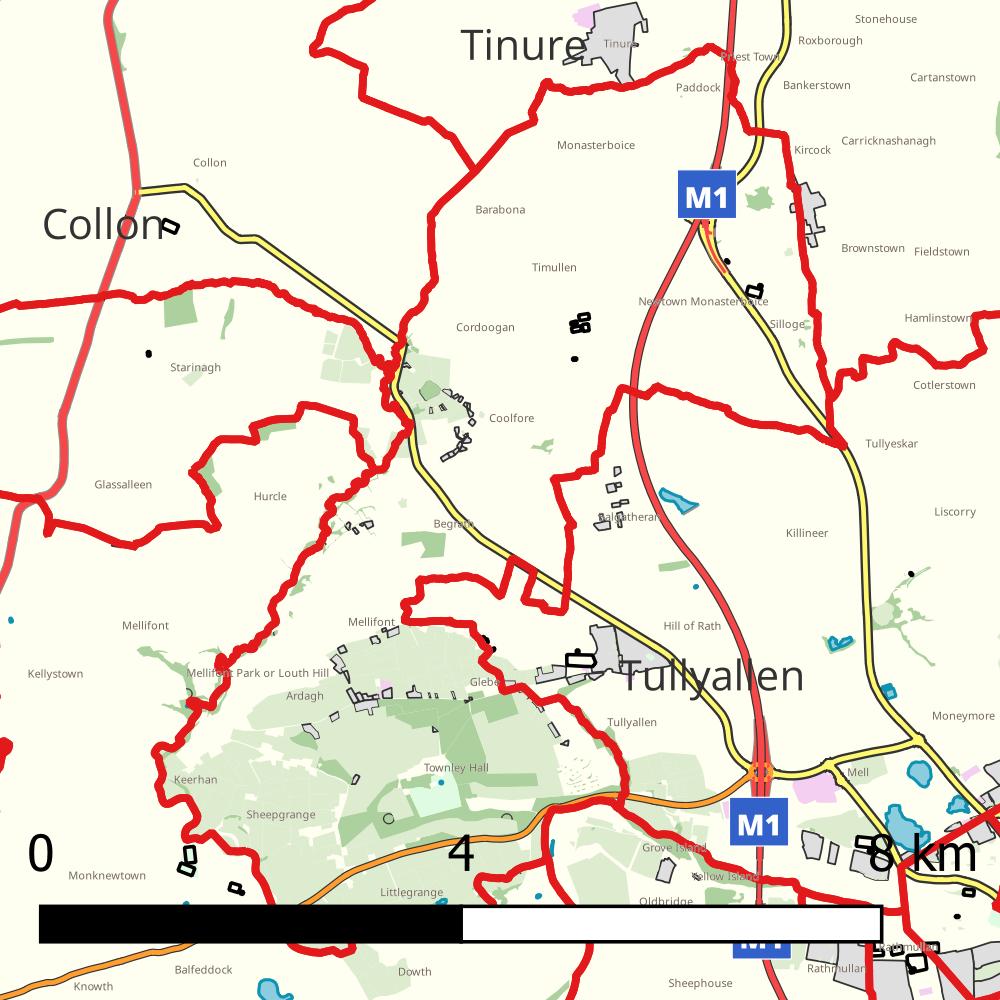 Stonehouse
Roxborough
Tinure
Tinure
Priest Town
Cartanstown
Paddock
Bankerstown
Carricknashanagh
Monasterboice
Kircock
Collon
M1
Barabona
Collon
Brownstown
Fieldstown
Timullen
Newtown Monasterboice
Hamlinstown
Cordoogan
Silloge
Starinagh
Cotlerstown
Coolfore
Tullyeskar
Glassalleen
Hurcle
Balgatheran
Liscorry
Begrath
Killineer
Mellifont
Mellifont
Hill of Rath
Kellystown
Mellifont Park or Louth Hill
Glebe
Tullyallen
Ardagh
Tullyallen
Moneymore
Keerhan
Townley Hall
Mell
Sheepgrange
M1
0
4
8 km
Grove Island
Monknewtown
Yellow Island
Littlegrange
Oldbridge
M1
Rathmullan
Balfeddock
Dowth
Rathmullan
Knowth
Sheephouse